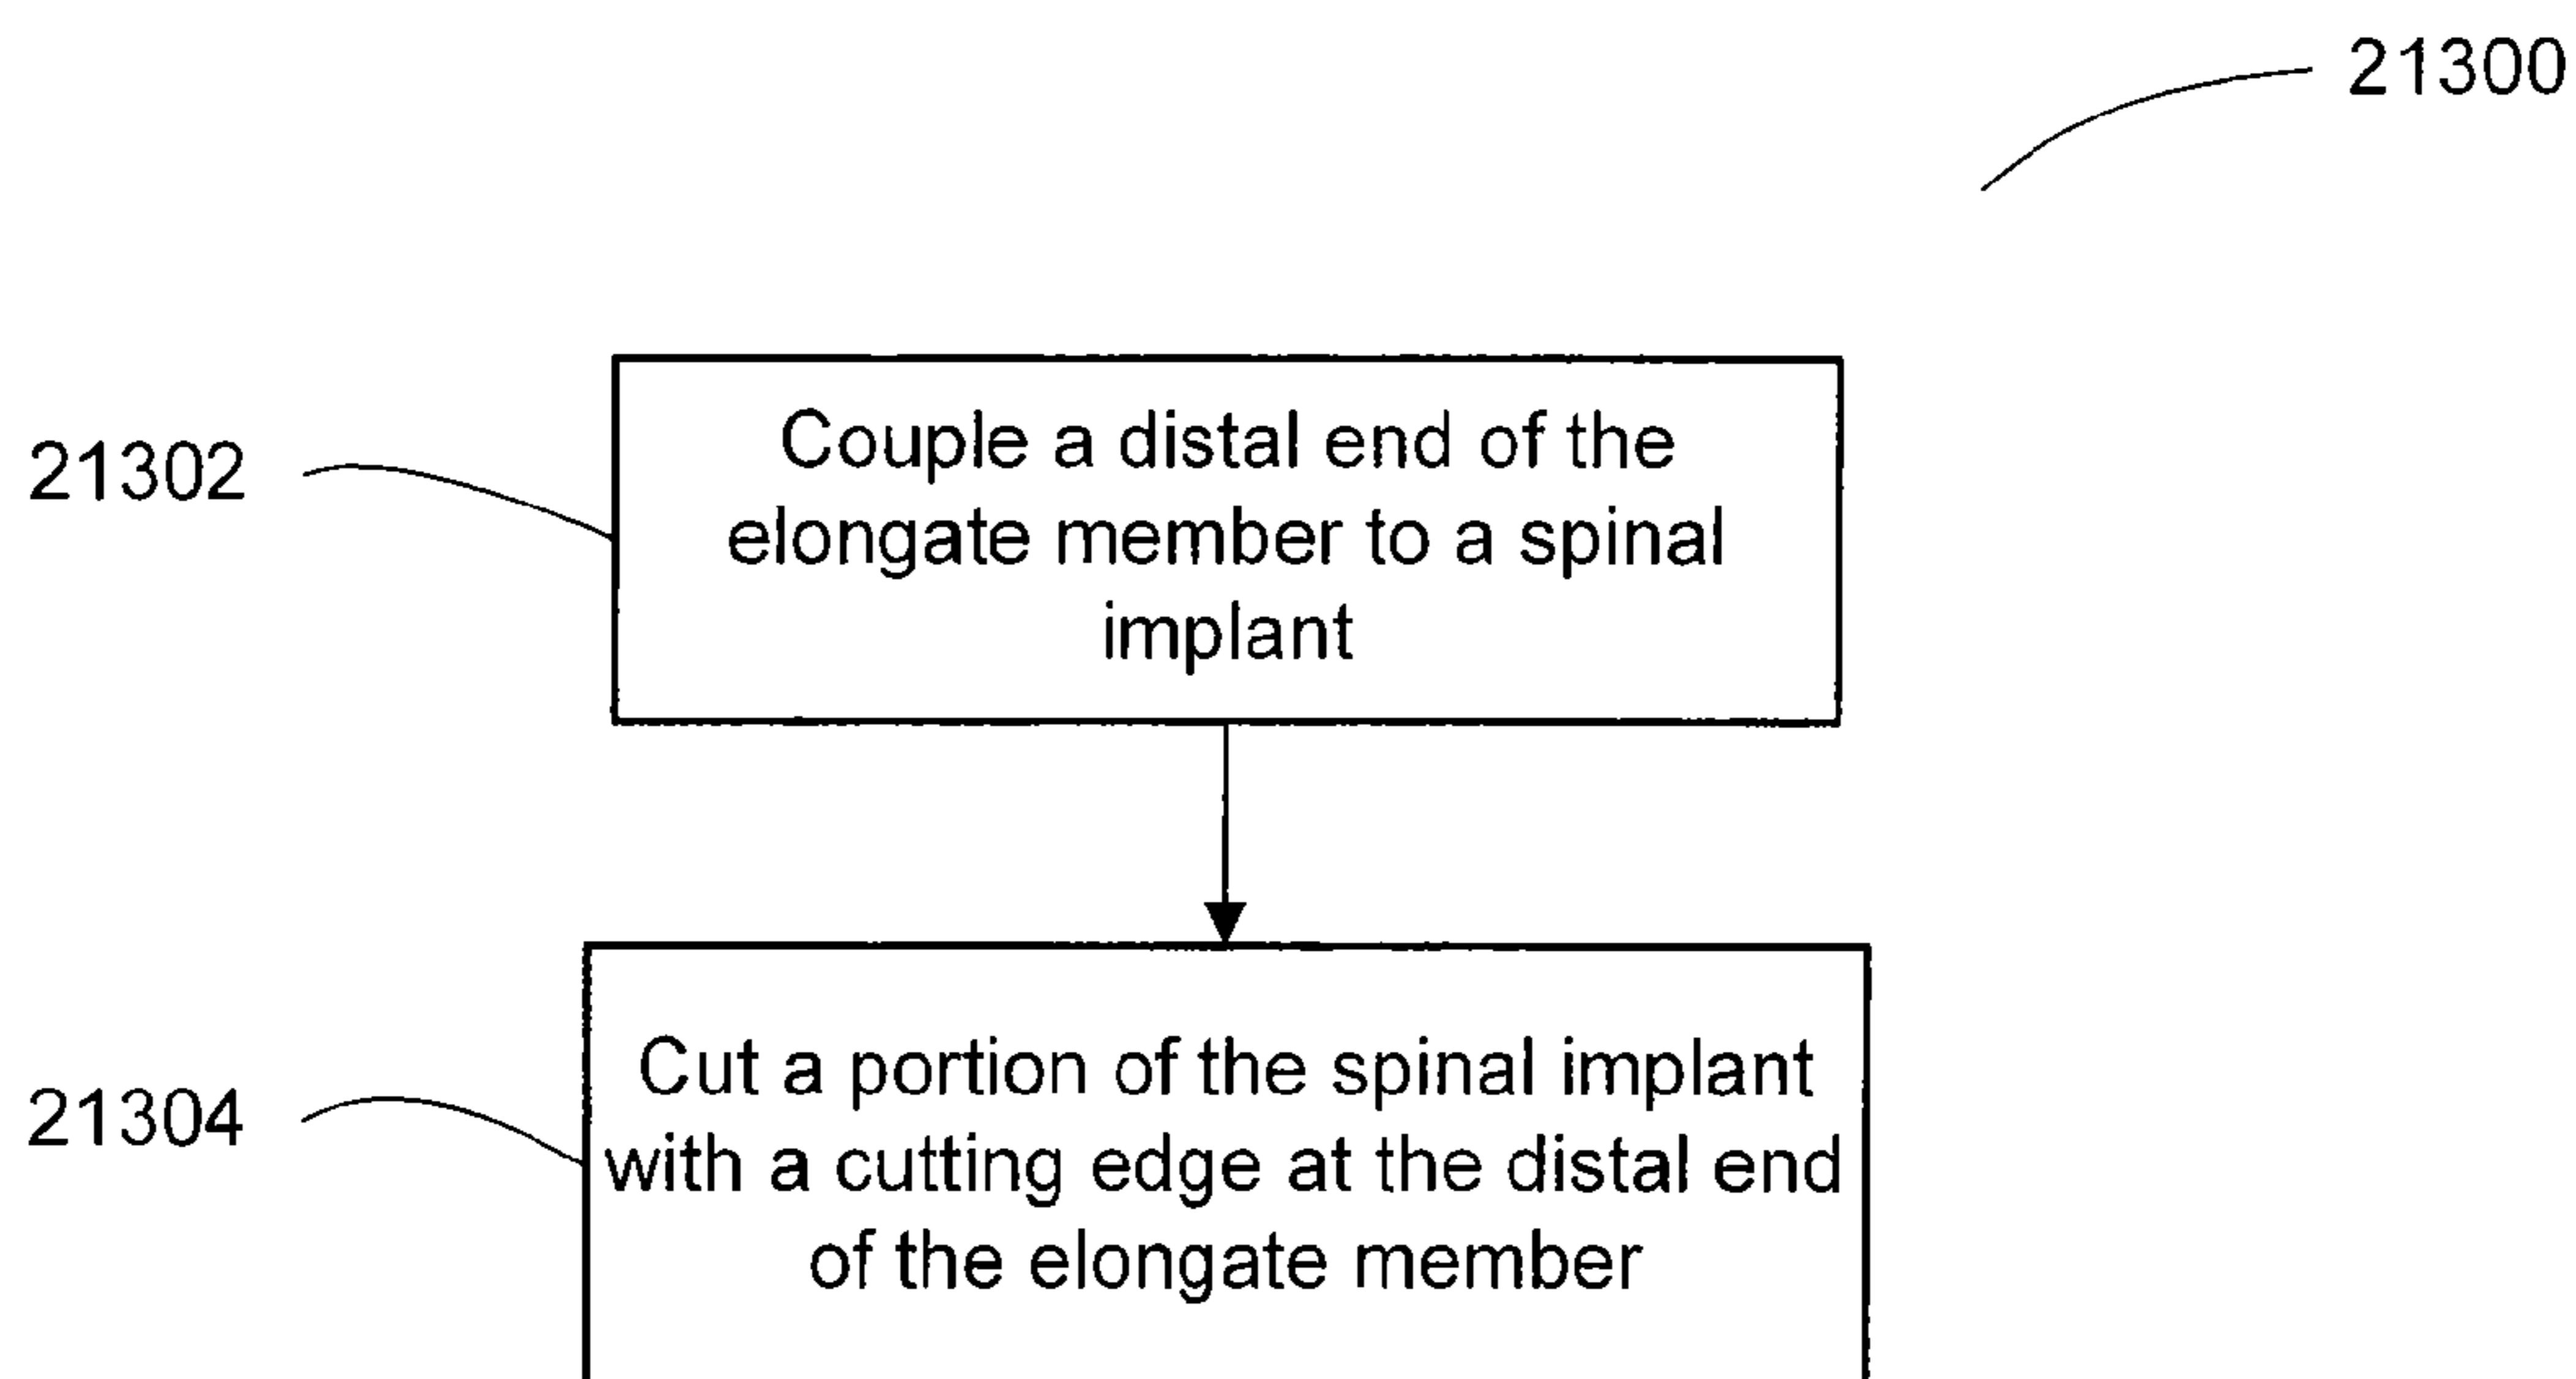 21300
21302
Couple a distal end of the
elongate member to a spinal
implant
21304
Cut a portion of the spinal implant
with a cutting edge at the distal end
of the elongate member